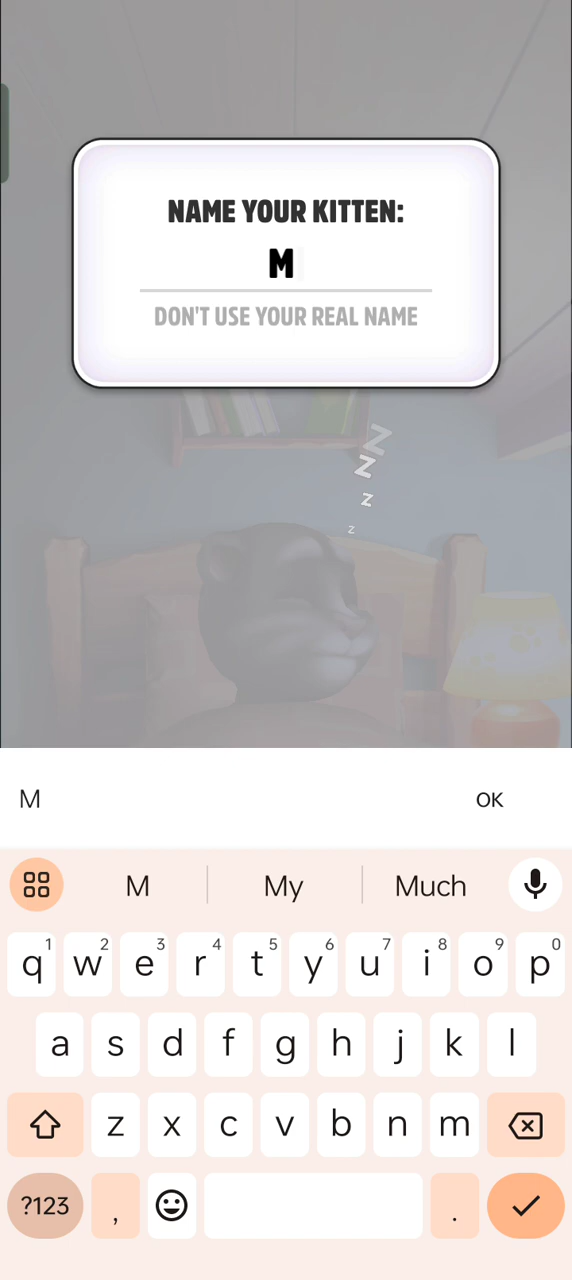 NAME YOUR KITTEN:
M
DON'T USE YOUR REAL NAME
Z
Z
Z
z
M OK
M My Much
1 2 3 4 5 6 7 8 9 0
q w e r t y u i o p
a s d f g h j k l
z x c v b n m
?123 , .